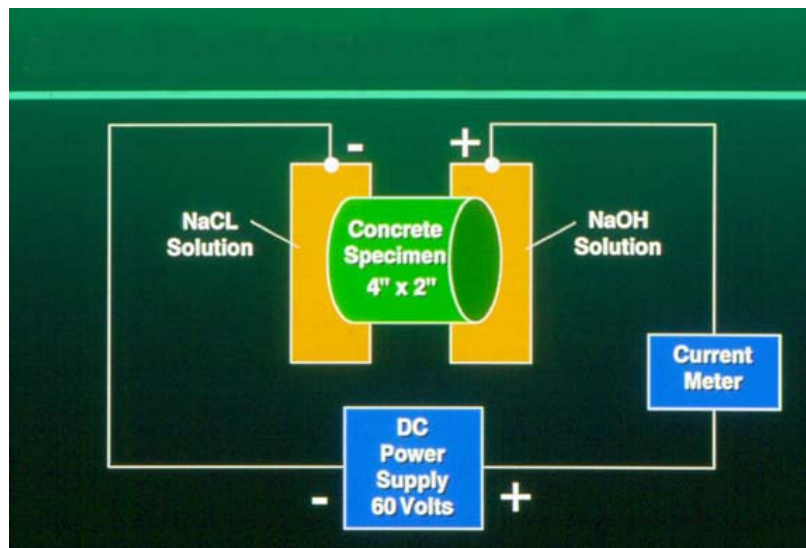 -
+
NaCL
Solution
Concrete
Specimen
4" x 2"
NaOH
Solution
Current
Meter
DC
Power
Supply
60 Volts
-
+